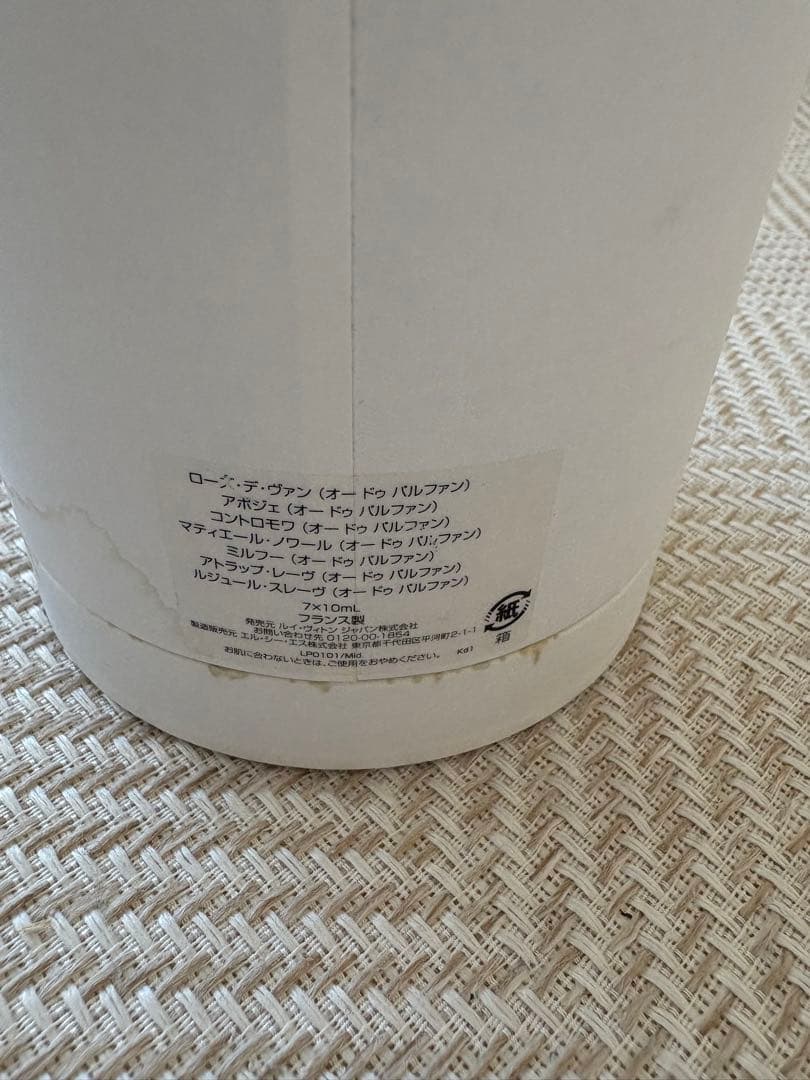 ローズ・デ・ヴァン（オー ドゥ パルファン）
アポジェ（オー ドゥ パルファン）
コントロモワ（オー ドゥ パルファン）
マティエール・ノワール（オー ドゥ パルファン）
ミルフー（オー ドゥ パルファン）
アトラップ・レーヴ（オー ドゥ パルファン）
ルジュール・スレーヴ（オー ドゥ パルファン）
7×10mL
フランス製
発売元 ルイ・ヴィトン ジャパン株式会社
お問い合わせ先 0120-00-1854
製造販売元 エル・シー・エス株式会社 東京都千代田区平河町2-1-1
LP0101/Mid.
お肌に合わないときは、ご使用をおやめください。 Kd1
紙
箱